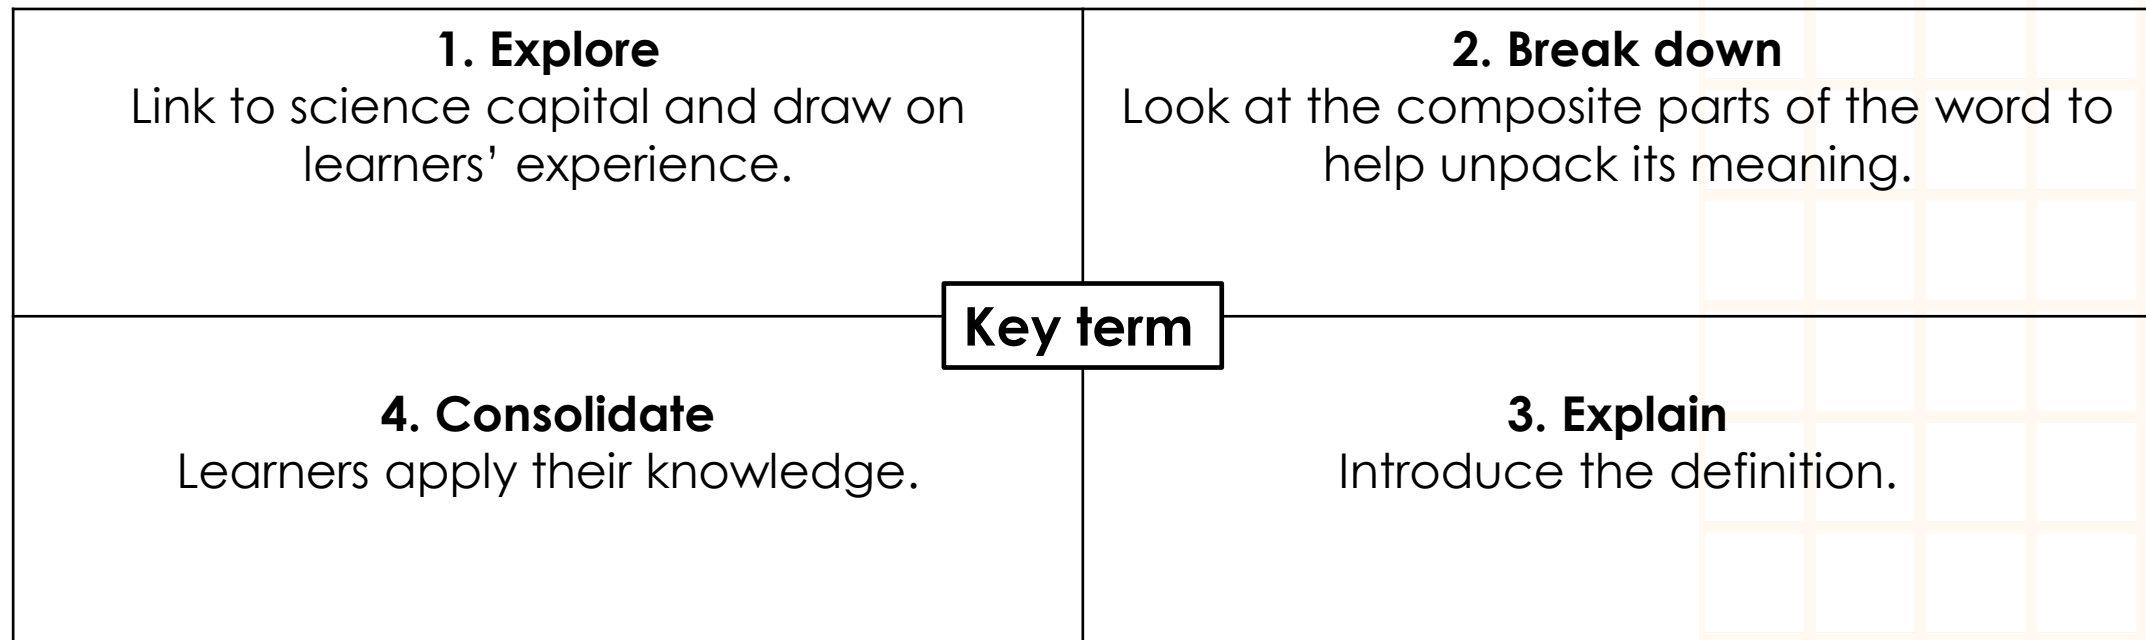 1. Explore
Link to science capital and draw on
learners’ experience.
2. Break down
Look at the composite parts of the word to
help unpack its meaning.
Key term
4. Consolidate
Learners apply their knowledge.
3. Explain
Introduce the definition.